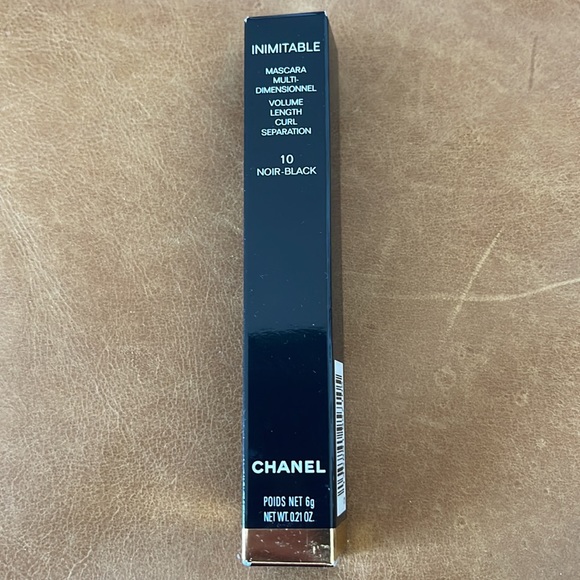 INIMITABLE
MASCARA
MULTI-
DIMENSIONNEL
VOLUME
LENGTH
CURL
SEPARATION
10
NOIR-BLACK
CHANEL
POIDS NET 6g
NET WT. 0.21 OZ.